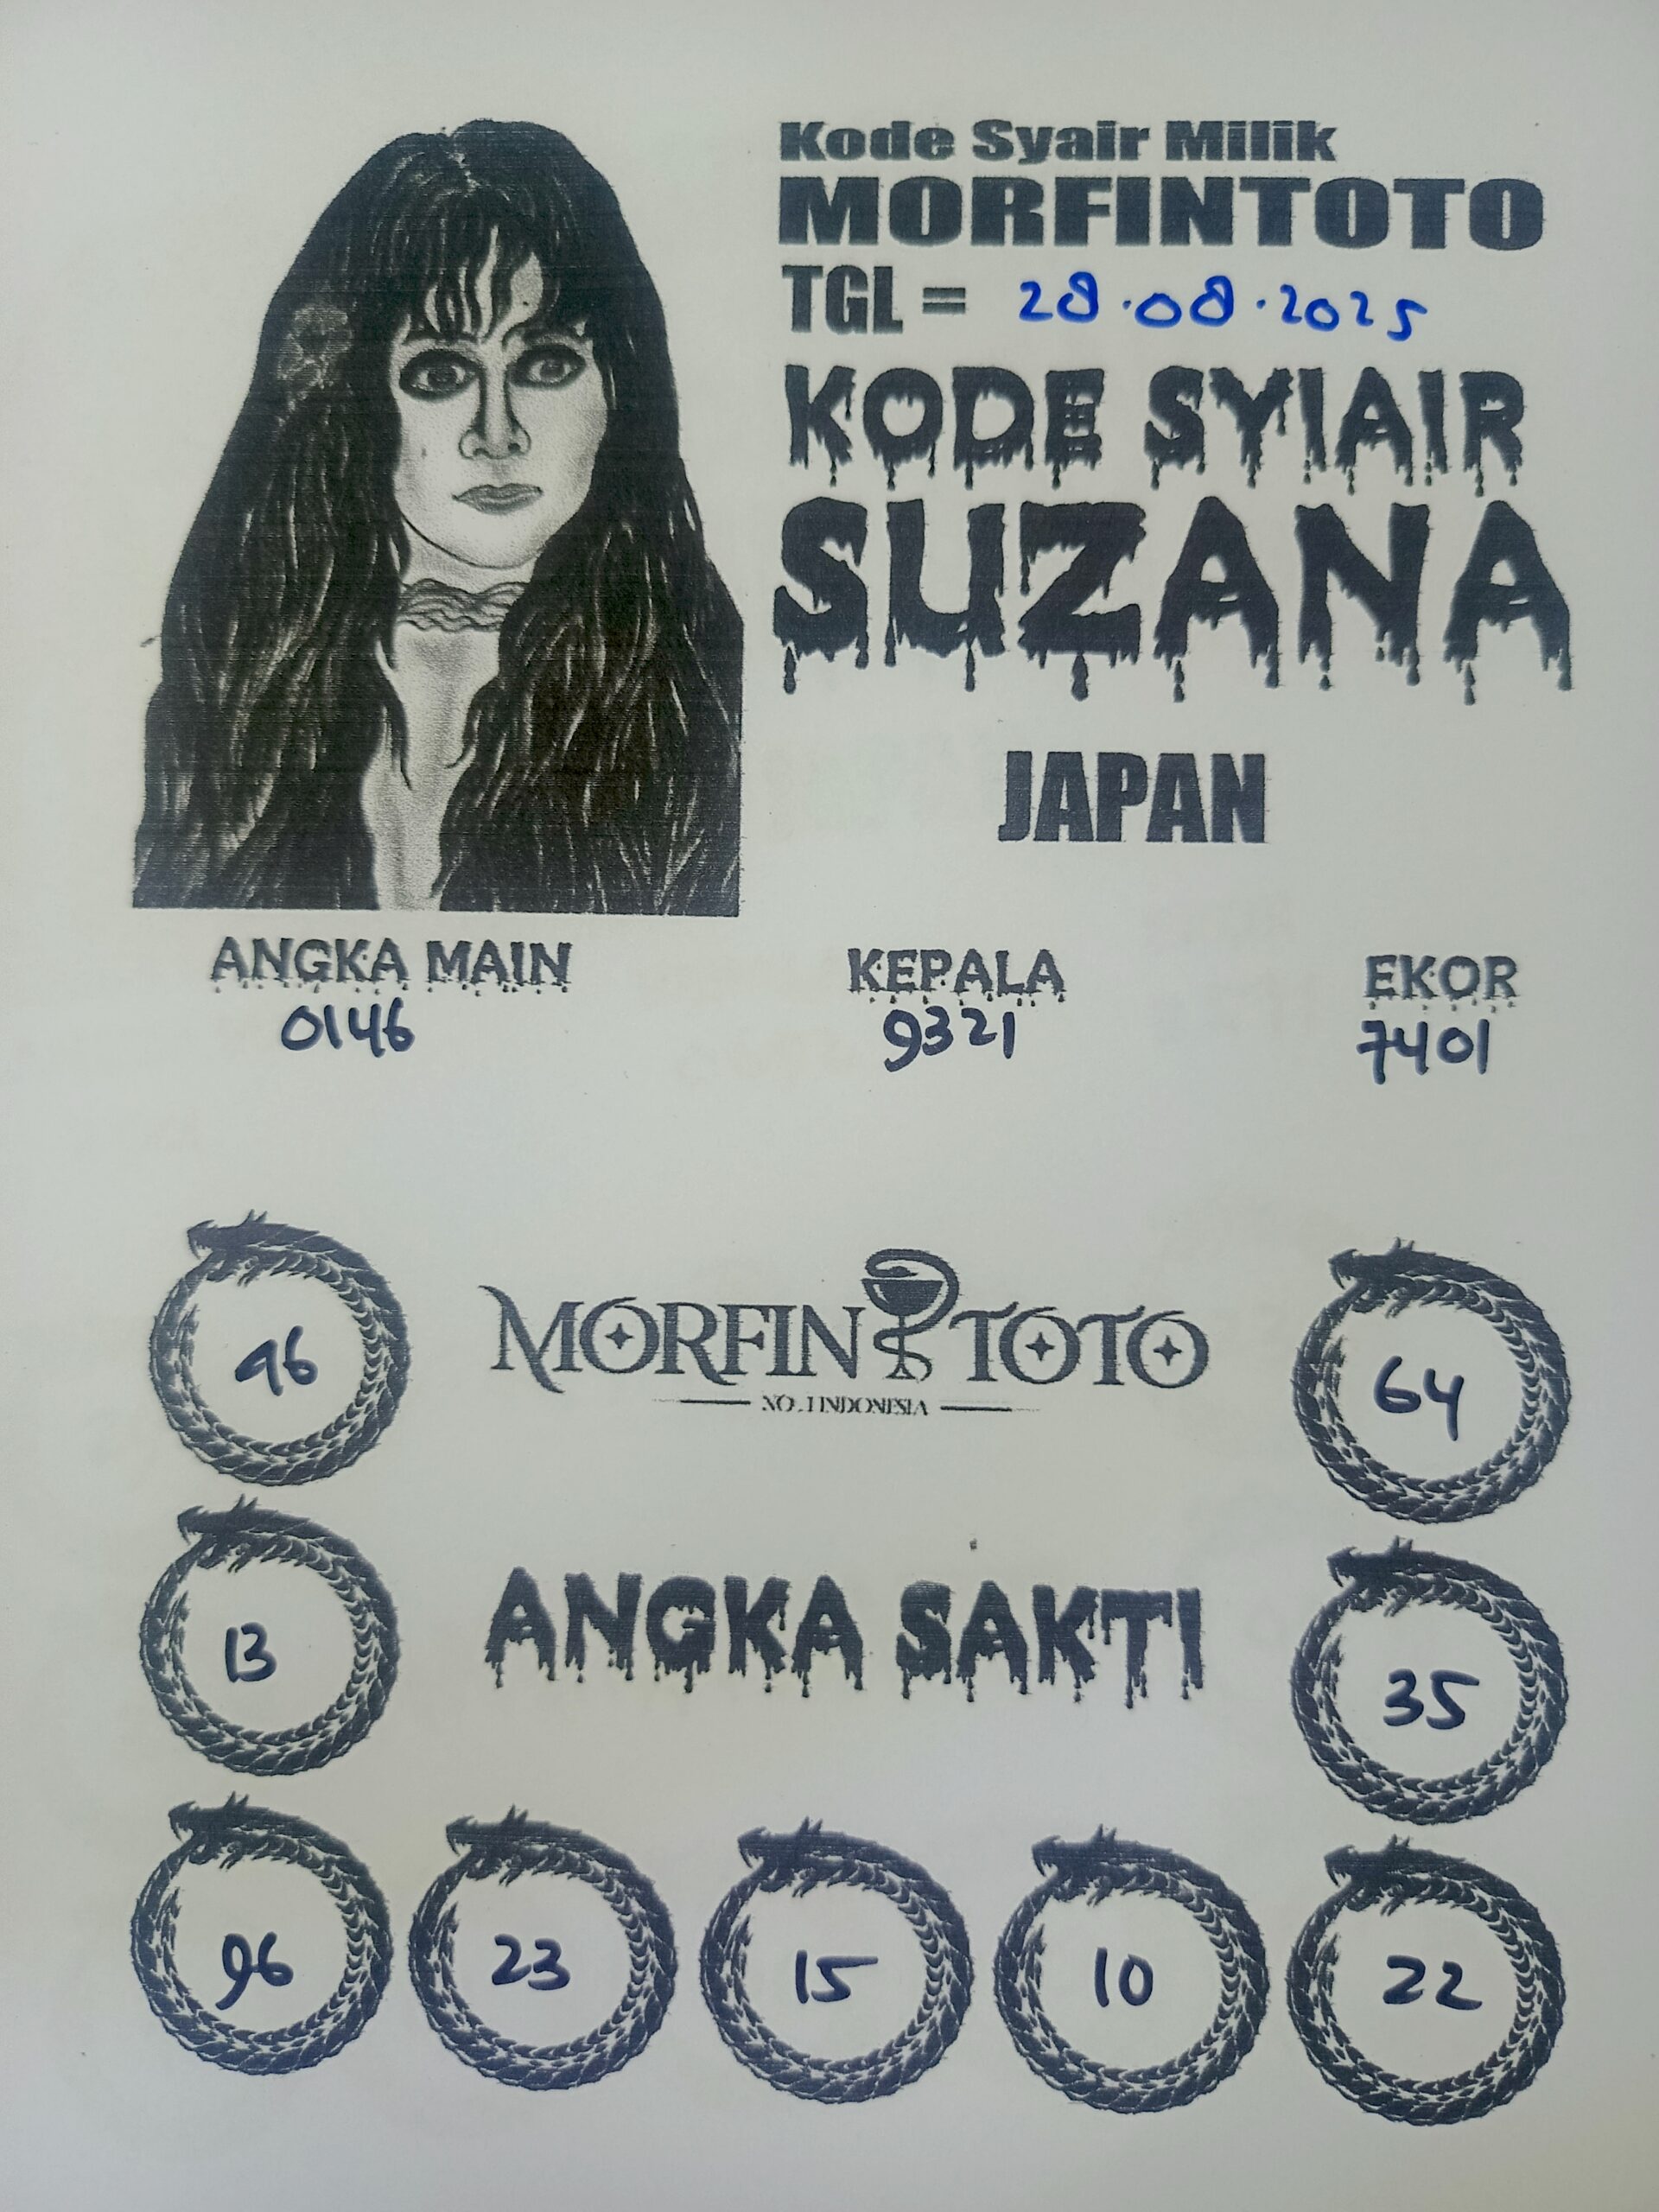 Kode Syair Milik
MORFINTOTO
TGL = 28.08.2025
KODE SYIAIR
SUZANA
JAPAN
ANGKA MAIN KEPALA EKOR
0146 9321 7401
MORFIN TOTO
NO.1 INDONESIA
96 64
ANGKA SAKTI
13 35
96 23 15 10 22